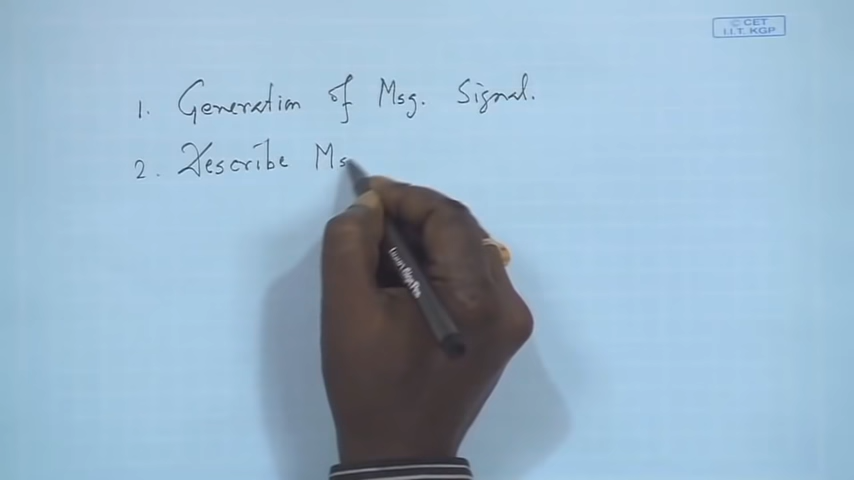 © CET
I.I.T. KGP
1. Generation of Msg. Signal.
2. Describe Ms